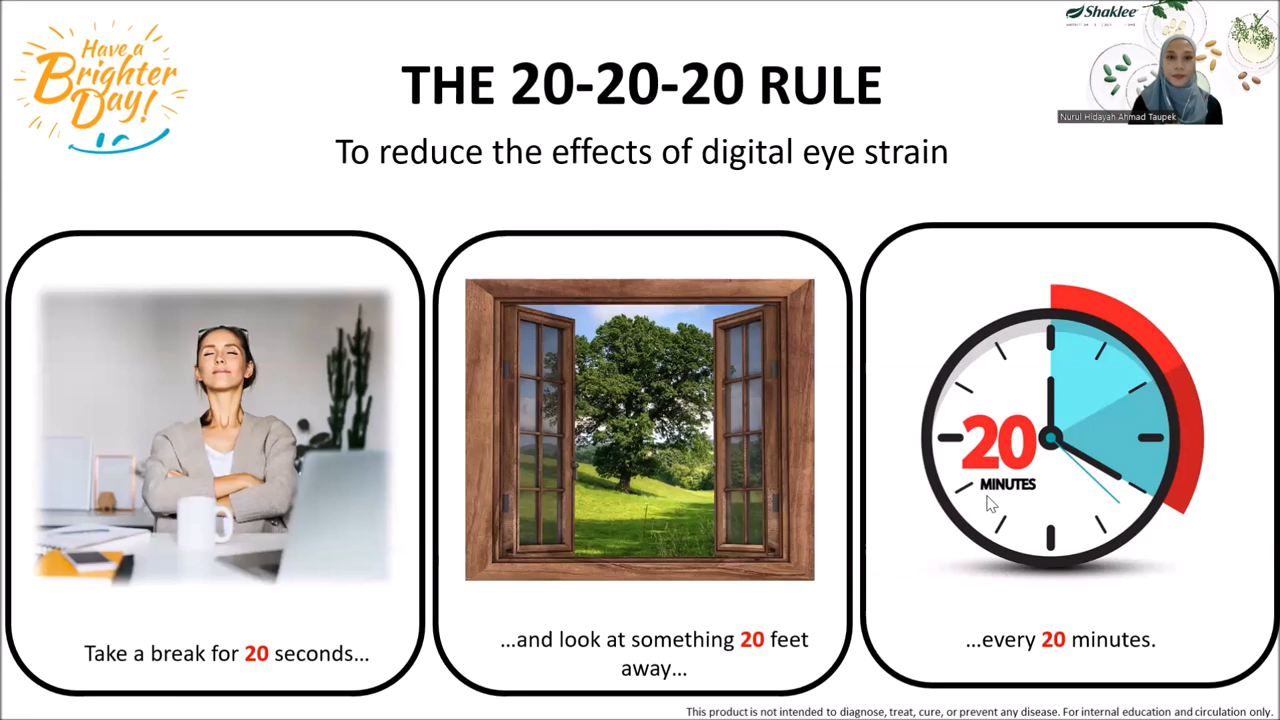 Have a
Brighter
Day!
THE 20-20-20 RULE
To reduce the effects of digital eye strain
Shaklee
Nurul Hidayah Ahmad Taupek
Take a break for 20 seconds...
...and look at something 20 feet
away...
20
MINUTES
...every 20 minutes.
This product is not intended to diagnose, treat, cure, or prevent any disease. For internal education and circulation only.